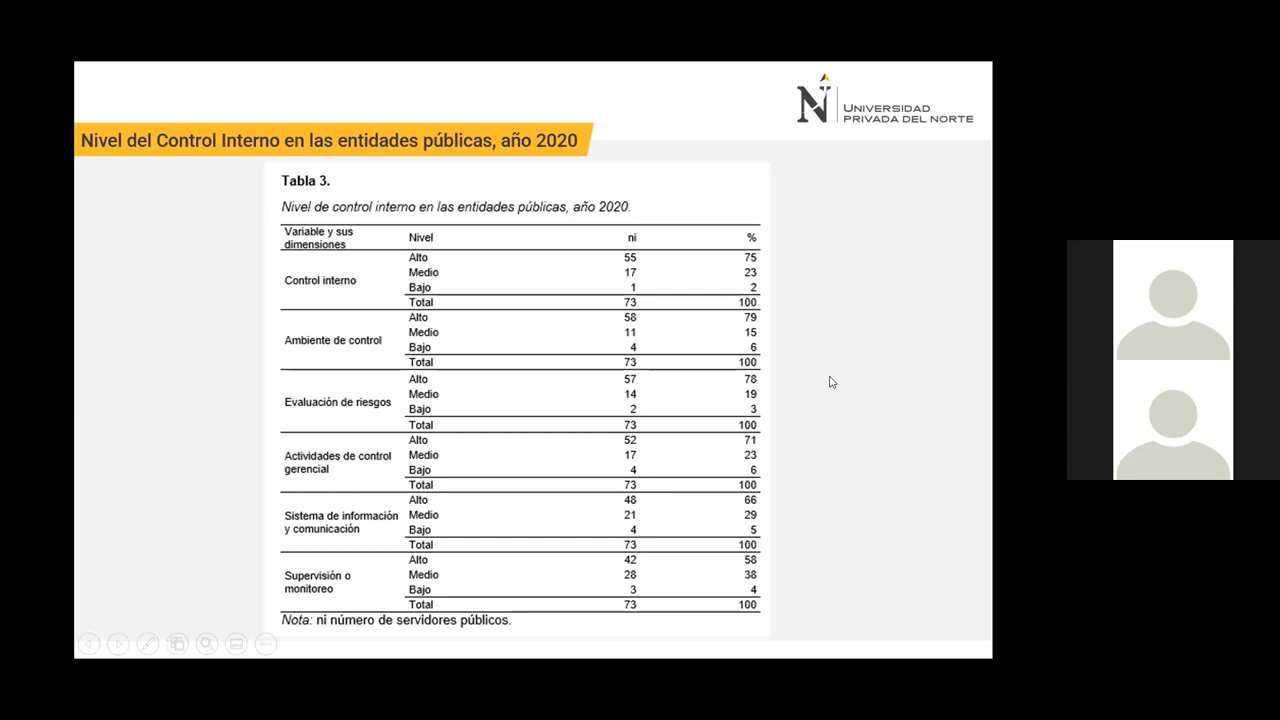 UNIVERSIDAD
PRIVADA DEL NORTE
Nivel del Control Interno en las entidades públicas, año 2020
Tabla 3.
Nivel de control interno en las entidades públicas, año 2020.
Variable y sus
dimensiones Nivel ni %
Control interno
Alto 55 75
Medio 17 23
Bajo 1 2
Total 73 100
Ambiente de control
Alto 58 79
Medio 11 15
Bajo 4 6
Total 73 100
Evaluación de riesgos
Alto 57 78
Medio 14 19
Bajo 2 3
Total 73 100
Actividades de control
gerencial
Alto 52 71
Medio 17 23
Bajo 4 6
Total 73 100
Sistema de información
y comunicación
Alto 48 66
Medio 21 29
Bajo 4 5
Total 73 100
Supervisión o
monitoreo
Alto 42 58
Medio 28 38
Bajo 3 4
Total 73 100
Nota: ni número de servidores públicos.